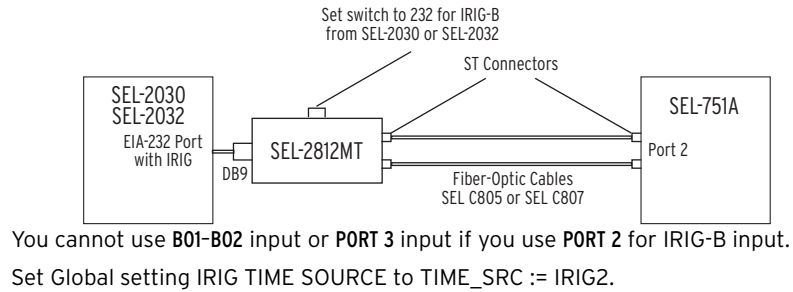 Set switch to 232 for IRIG-B
from SEL-2030 or SEL-2032
ST Connectors
SEL-2030
SEL-2032
EIA-232 Port
with IRIG
DB9
SEL-2812MT
SEL-751A
Port 2
Fiber-Optic Cables
SEL C805 or SEL C807
You cannot use B01–B02 input or PORT 3 input if you use PORT 2 for IRIG-B input.
Set Global setting IRIG TIME SOURCE to TIME_SRC := IRIG2.